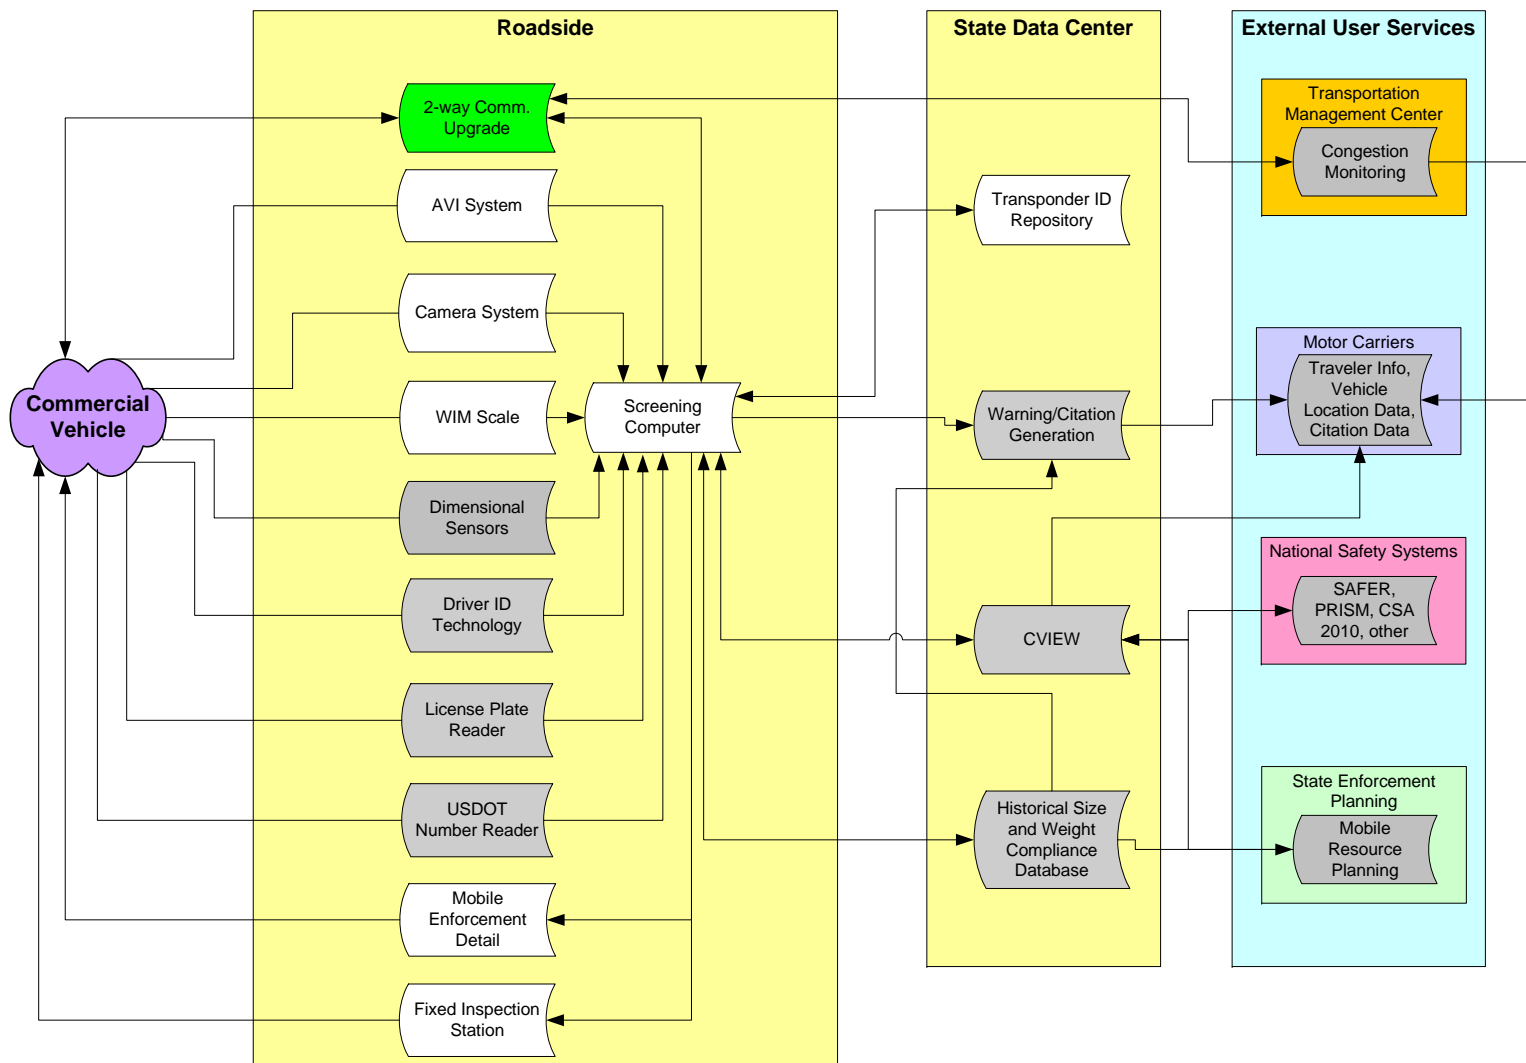 Roadside
State Data Center
External User Services
2-way Comm.
Upgrade
AVI System
Camera System
WIM Scale
Screening
Computer
Commercial
Vehicle
Dimensional
Sensors
Driver ID
Technology
License Plate
Reader
USDOT
Number Reader
Mobile
Enforcement
Detail
Fixed Inspection
Station
Transponder ID
Repository
Warning/Citation
Generation
CVIEW
Historical Size
and Weight
Compliance
Database
Transportation
Management Center
Congestion
Monitoring
Motor Carriers
Traveler Info,
Vehicle
Location Data,
Citation Data
National Safety Systems
SAFER,
PRISM, CSA
2010, other
State Enforcement
Planning
Mobile
Resource
Planning